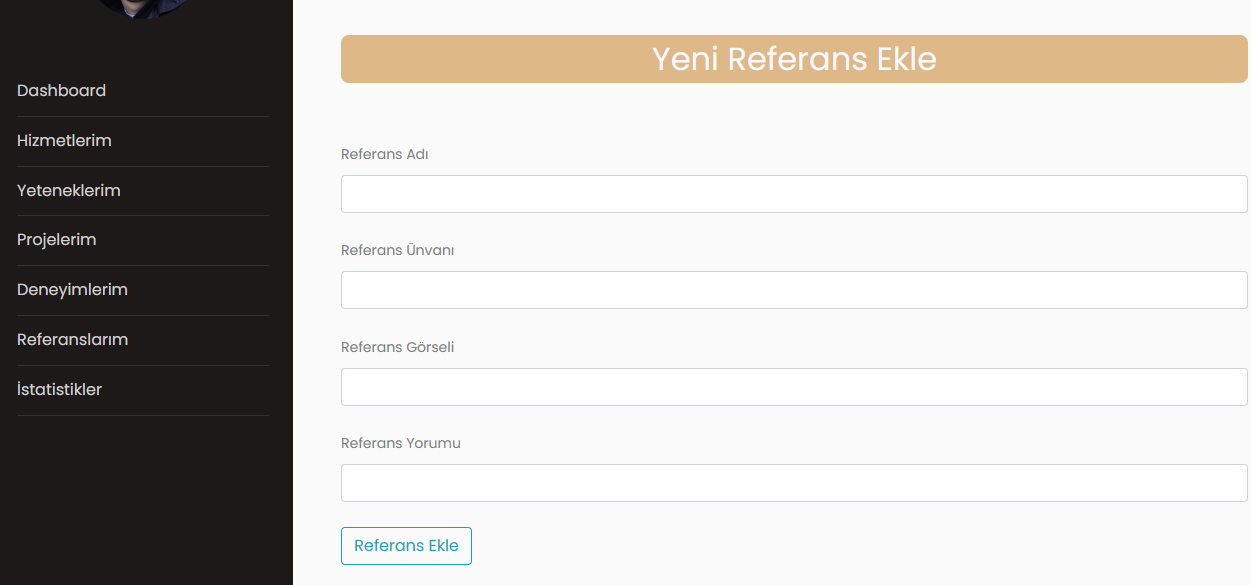 Dashboard
Hizmetlerim
Yeteneklerim
Projelerim
Deneyimlerim
Referanslarım
İstatistikler
Yeni Referans Ekle
Referans Adı
Referans Ünvanı
Referans Görseli
Referans Yorumu
Referans Ekle